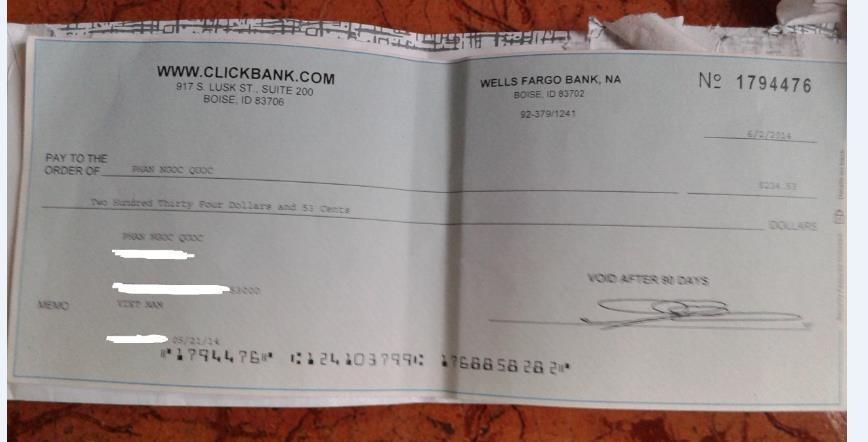 WWW.CLICKBANK.COM
917 S. LUSK ST., SUITE 200
BOISE, ID 83706
WELLS FARGO BANK, NA
BOISE, ID 83702
92-379/1241
Nº 1794476
6/2/2014
PAY TO THE
ORDER OF PHAN NGOC QUOC
$234.53
Two Hundred Thirty Four Dollars and 53 Cents
DOLLARS
PHAN NGOC QUOC
53000
VIET NAM
VOID AFTER 90 DAYS
MEMO
05/21/14
⑈1794476⑈ ⑆124103799⑆ 1768858282⑈